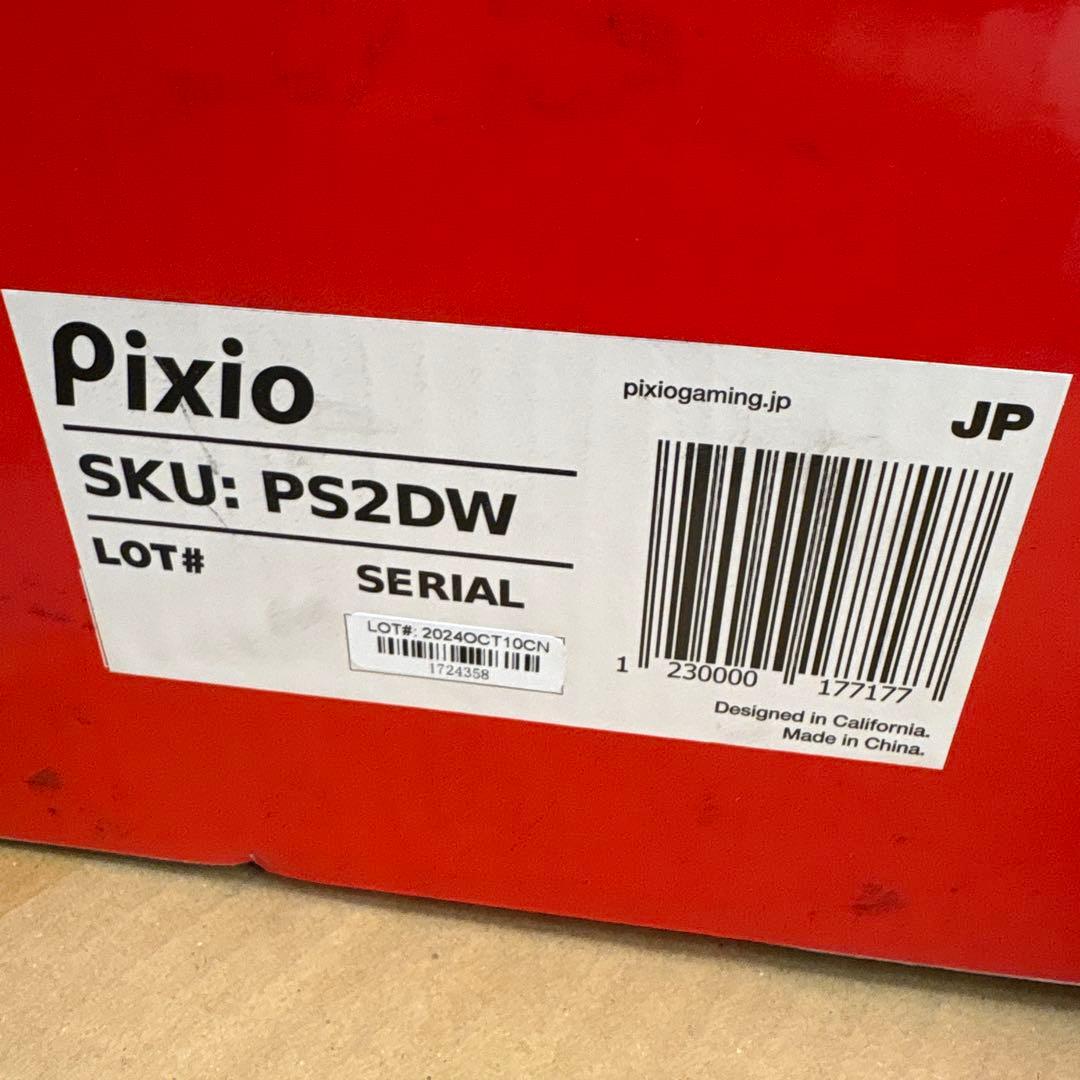 Pixio
SKU: PS2DW
LOT#
SERIAL
LOT#: 2024OCT10CN
1724358
pixiogaming.jp
JP
1 230000 177177
Designed in California.
Made in China.